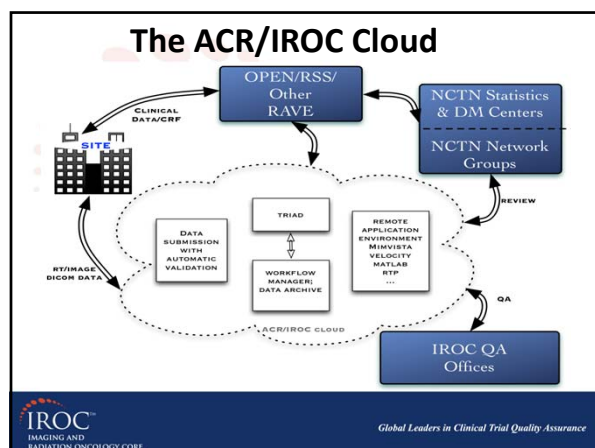 The ACR/IROC Cloud
OPEN/RSS/
Other
RAVE
CLINICAL
DATA/CRF
NCTN Statistics
& DM Centers
NCTN Network
Groups
SITE
REVIEW
DATA
SUBMISSION
WITH
AUTOMATIC
VALIDATION
TRIAD
WORKFLOW
MANAGER;
DATA ARCHIVE
REMOTE
APPLICATION
ENVIRONMENT
MIMVISTA
VELOCITY
MATLAB
RTP
...
RT/IMAGE
DICOM DATA
ACR/IROC CLOUD
QA
IROC QA
Offices
IROC™
IMAGING AND
RADIATION ONCOLOGY CORE
Global Leaders in Clinical Trial Quality Assurance